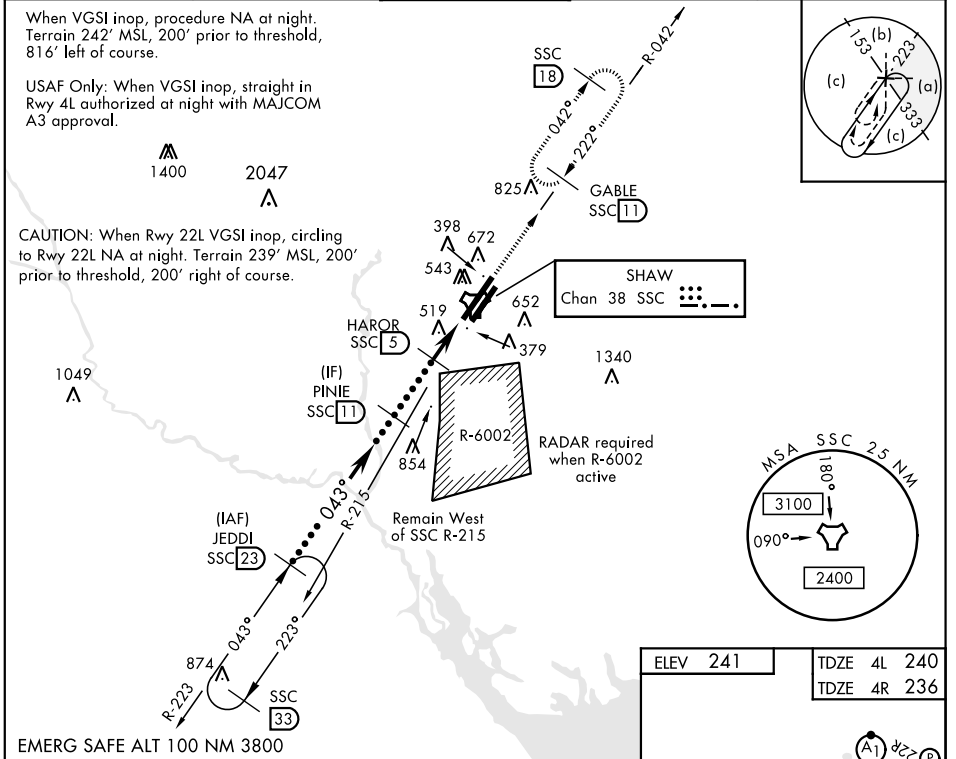 When VGSI inop, procedure NA at night.
Terrain 242' MSL, 200' prior to threshold,
816' left of course.
USAF Only: When VGSI inop, straight in
Rwy 4L authorized at night with MAJCOM
A3 approval.
1400
2047
CAUTION: When Rwy 22L VGSI inop, circling
to Rwy 22L NA at night. Terrain 239' MSL, 200'
prior to threshold, 200' right of course.
1049
SSC
18
R-042
042°
222°
825
GABLE
SSC 11
398
672
543
SHAW
Chan 38 SSC
652
519
379
HAROR
SSC 5
1340
(IF)
PINIE
SSC 11
854
R-6002
RADAR required
when R-6002
active
043°
R-215
Remain West
of SSC R-215
(IAF)
JEDDI
SSC 23
043°
223°
874
R-223
SSC
33
EMERG SAFE ALT 100 NM 3800
153
(b)
223
(c)
(a)
333
(c)
MSA SSC 25 NM
180°
3100
090°
2400
ELEV 241
TDZE 4L 240
TDZE 4R 236
A1
22R
P